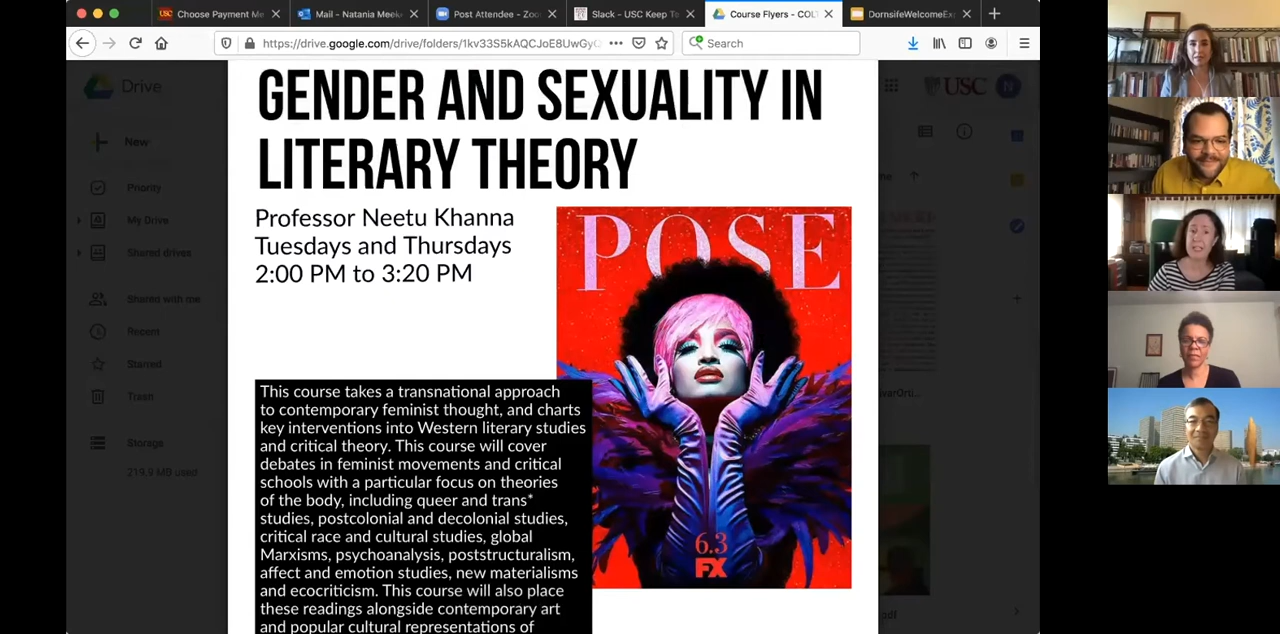 Choose Payment Me
Mail - Natania Meeke
Post Attendee - Zoo
Slack - USC Keep To
Course Flyers - COL
DornsifeWelcomeEx
https://drive.google.com/drive/folders/1kv33S5kAQCJoE8UwGyC
Search
Drive
USC
N
New
Priority
My Drive
Shared drives
Shared with me
Recent
Starred
Trash
Storage
219.9 MB used
GENDER AND SEXUALITY IN
LITERARY THEORY
Professor Neetu Khanna
Tuesdays and Thursdays
2:00 PM to 3:20 PM
POSE
6.3
FX
This course takes a transnational approach
to contemporary feminist thought, and charts
key interventions into Western literary studies
and critical theory. This course will cover
debates in feminist movements and critical
schools with a particular focus on theories
of the body, including queer and trans*
studies, postcolonial and decolonial studies,
critical race and cultural studies, global
Marxisms, psychoanalysis, poststructuralism,
affect and emotion studies, new materialisms
and ecocriticism. This course will also place
these readings alongside contemporary art
and popular cultural representations of